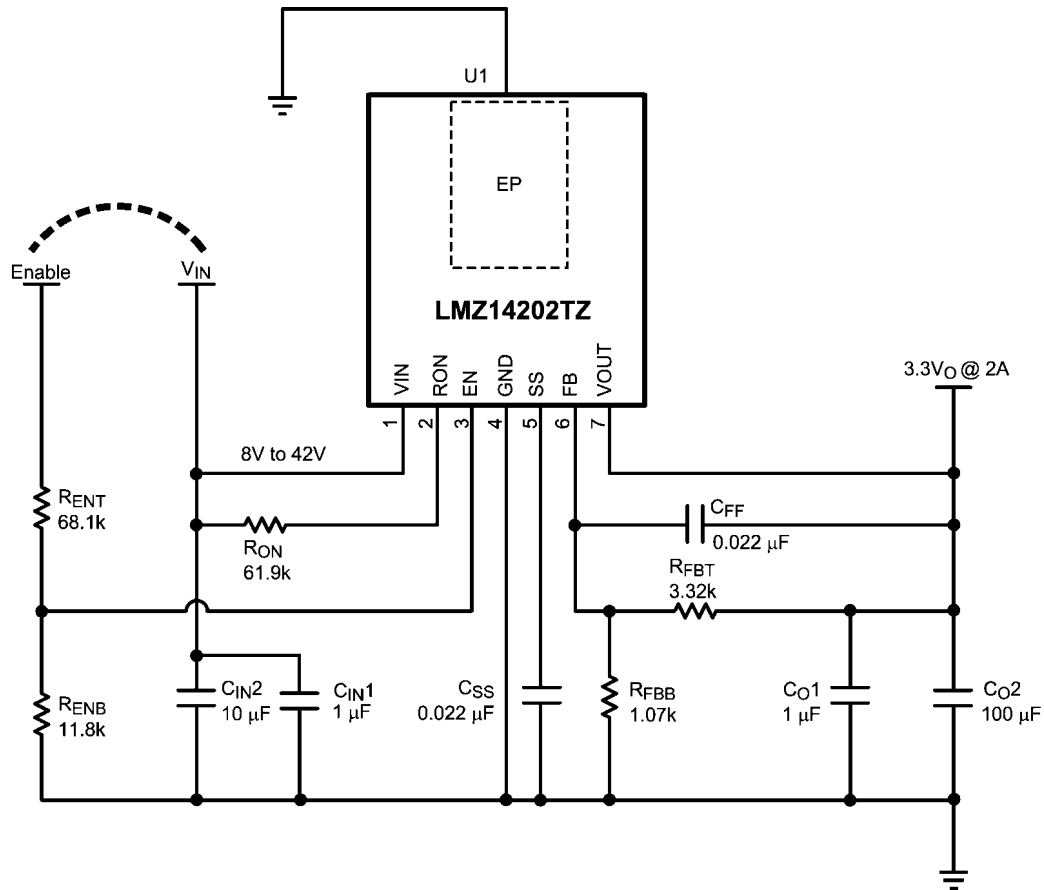 U1
EP
LMZ14202TZ
VIN
RON
EN
GND
SS
FB
VOUT
1
2
3
4
5
6
7
Enable
VIN
8V to 42V
3.3VO @ 2A
RENT
68.1k
RON
61.9k
CFF
0.022 µF
RFBT
3.32k
RENB
11.8k
CIN2
10 µF
CIN1
1 µF
CSS
0.022 µF
RFBB
1.07k
CO1
1 µF
CO2
100 µF